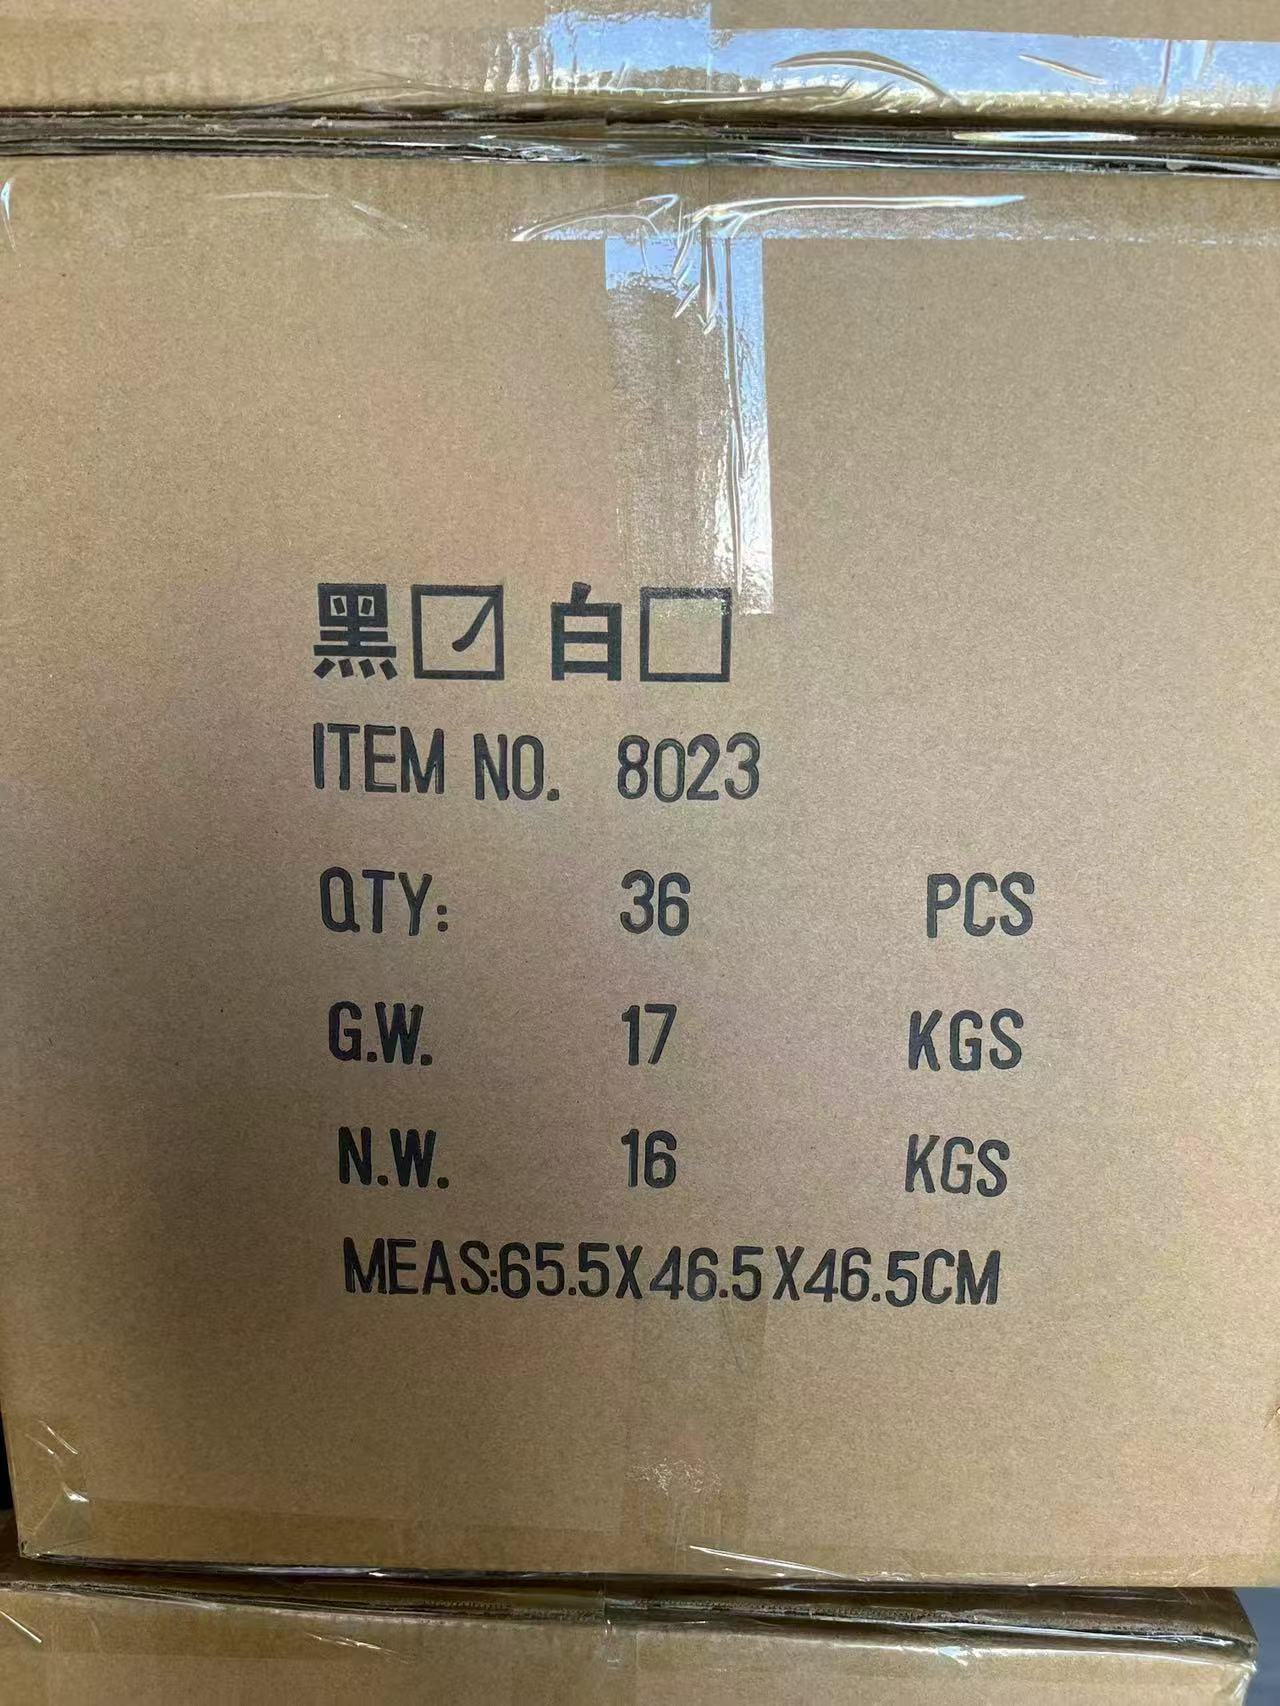 黑☑ 白☐
ITEM NO. 8023
QTY: 36 PCS
G.W. 17 KGS
N.W. 16 KGS
MEAS:65.5X46.5X46.5CM